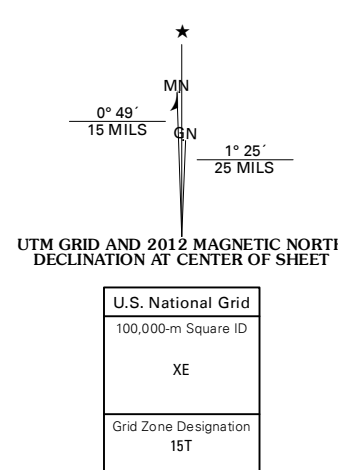 ★
MN
0° 49´
15 MILS
GN
1° 25´
25 MILS
UTM GRID AND 2012 MAGNETIC NORTH
DECLINATION AT CENTER OF SHEET
U.S. National Grid
100,000-m Square ID
XE
Grid Zone Designation
15T